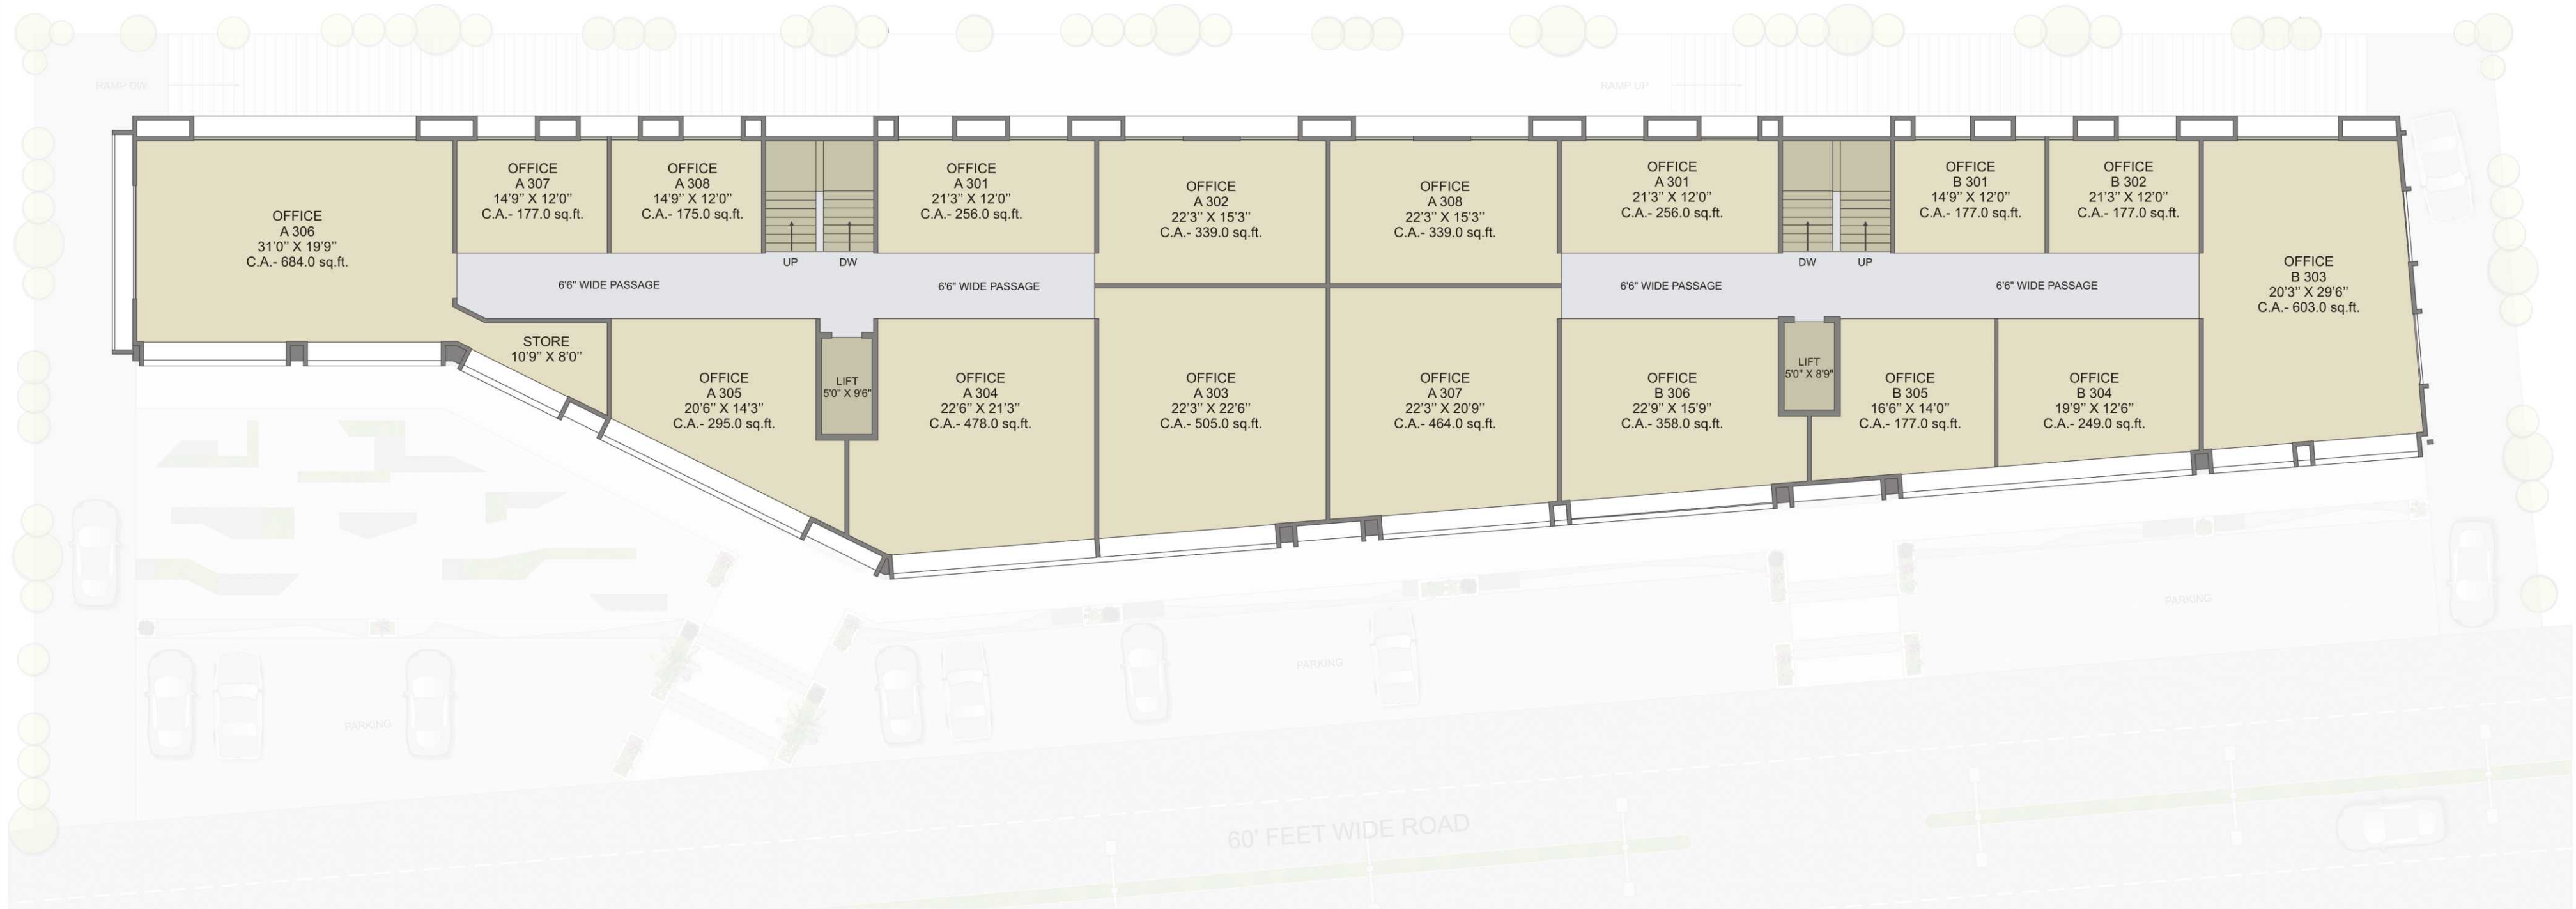 RAMP DW
RAMP UP
OFFICE
A 306
31'0" X 19'9"
C.A.- 684.0 sq.ft.
OFFICE
A 307
14'9" X 12'0"
C.A.- 177.0 sq.ft.
OFFICE
A 308
14'9" X 12'0"
C.A.- 175.0 sq.ft.
UP
DW
OFFICE
A 301
21'3" X 12'0"
C.A.- 256.0 sq.ft.
OFFICE
A 302
22'3" X 15'3"
C.A.- 339.0 sq.ft.
OFFICE
A 308
22'3" X 15'3"
C.A.- 339.0 sq.ft.
OFFICE
A 301
21'3" X 12'0"
C.A.- 256.0 sq.ft.
DW
UP
OFFICE
B 301
14'9" X 12'0"
C.A.- 177.0 sq.ft.
OFFICE
B 302
21'3" X 12'0"
C.A.- 177.0 sq.ft.
OFFICE
B 303
20'3" X 29'6"
C.A.- 603.0 sq.ft.
6'6" WIDE PASSAGE
6'6" WIDE PASSAGE
6'6" WIDE PASSAGE
6'6" WIDE PASSAGE
STORE
10'9" X 8'0"
OFFICE
A 305
20'6" X 14'3"
C.A.- 295.0 sq.ft.
LIFT
5'0" X 9'6"
OFFICE
A 304
22'6" X 21'3"
C.A.- 478.0 sq.ft.
OFFICE
A 303
22'3" X 22'6"
C.A.- 505.0 sq.ft.
OFFICE
A 307
22'3" X 20'9"
C.A.- 464.0 sq.ft.
OFFICE
B 306
22'9" X 15'9"
C.A.- 358.0 sq.ft.
LIFT
5'0" X 8'9"
OFFICE
B 305
16'6" X 14'0"
C.A.- 177.0 sq.ft.
OFFICE
B 304
19'9" X 12'6"
C.A.- 249.0 sq.ft.
PARKING
PARKING
PARKING
60' FEET WIDE ROAD